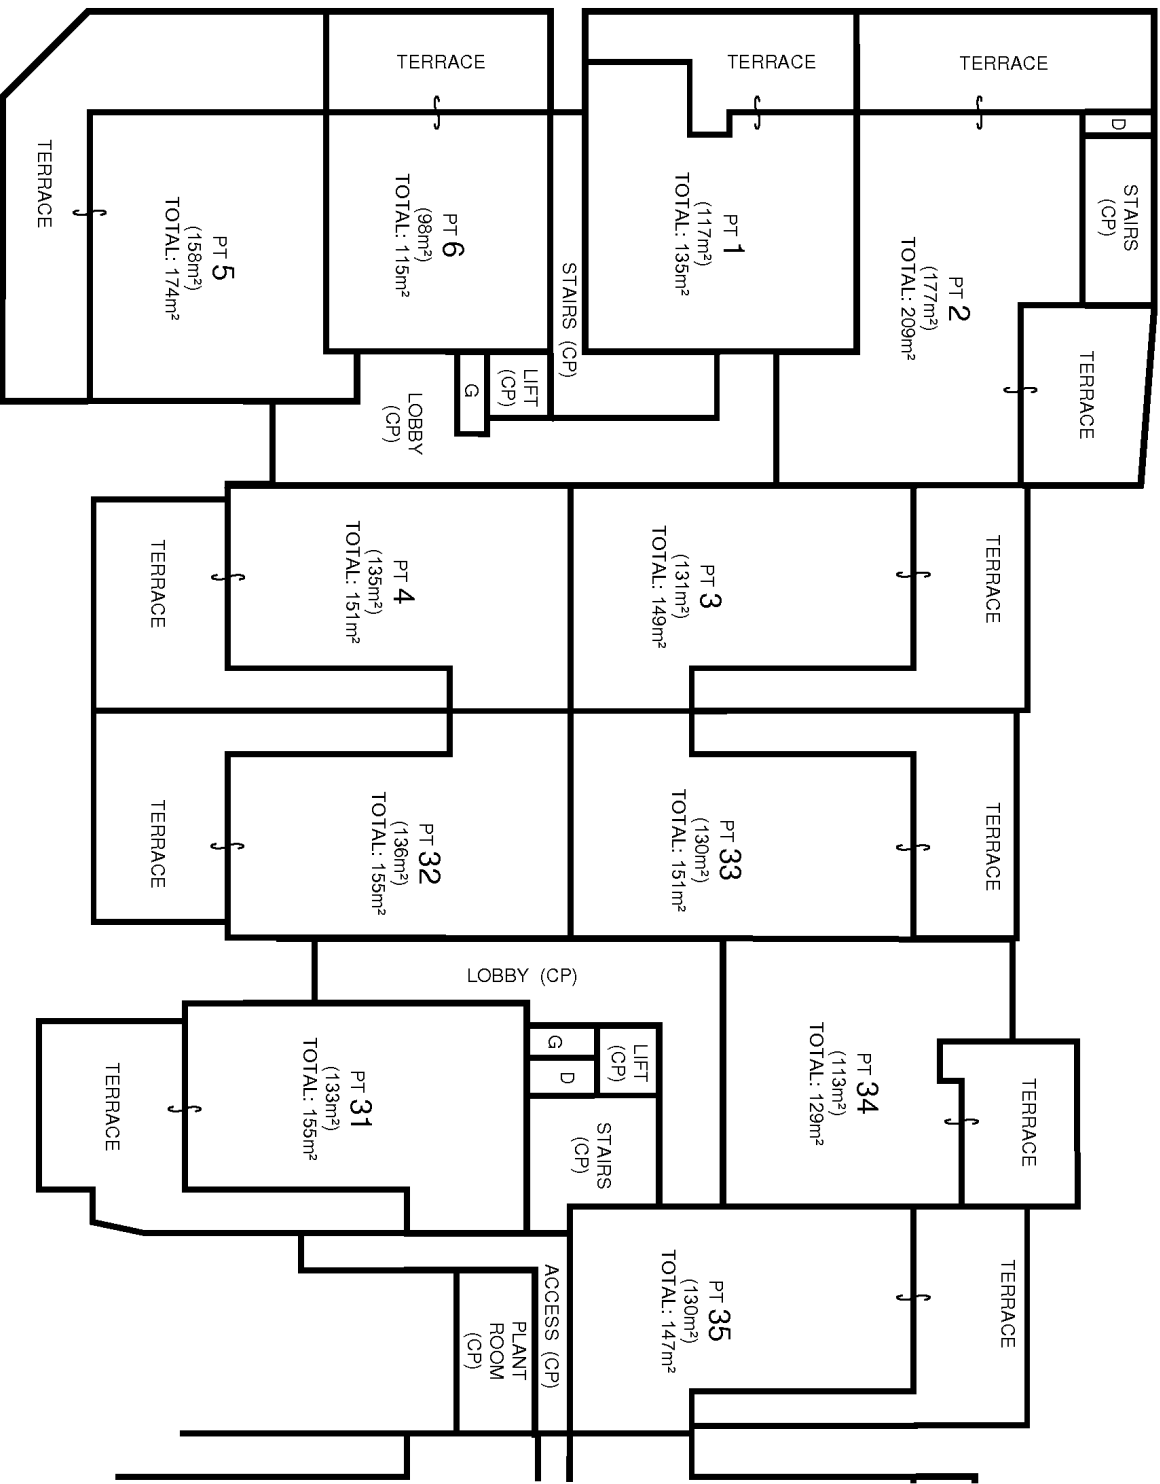 TERRACE
TERRACE
TERRACE
D
TERRACE
STAIRS
(CP)
PT 5
(158m²)
TOTAL: 174m²
PT 6
(98m²)
TOTAL: 115m²
STAIRS (CP)
PT 1
(117m²)
TOTAL: 135m²
PT 2
(177m²)
TOTAL: 209m²
TERRACE
LOBBY
(CP)
G
LIFT
(CP)
TERRACE
PT 4
(135m²)
TOTAL: 151m²
PT 3
(131m²)
TOTAL: 149m²
TERRACE
TERRACE
PT 32
(136m²)
TOTAL: 155m²
PT 33
(130m²)
TOTAL: 151m²
TERRACE
LOBBY (CP)
TERRACE
PT 31
(133m²)
TOTAL: 155m²
G
D
LIFT
(CP)
STAIRS
(CP)
PT 34
(113m²)
TOTAL: 129m²
TERRACE
ACCESS (CP)
PLANT
ROOM
(CP)
PT 35
(130m²)
TOTAL: 147m²
TERRACE